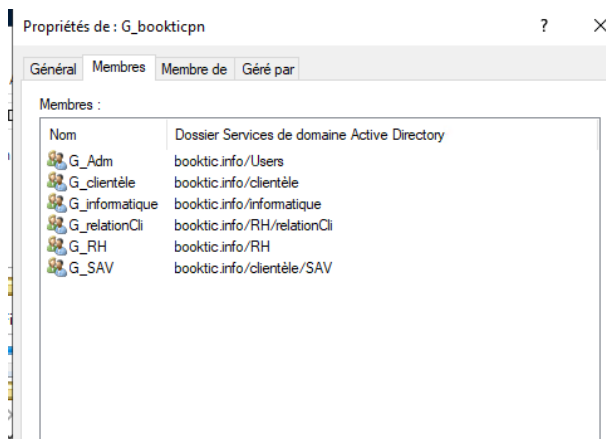 Propriétés de : G_bookticpn ? ×
Général Membres Membre de Géré par
Membres :
Nom Dossier Services de domaine Active Directory
G_Adm booktic.info/Users
G_clientèle booktic.info/clientèle
G_informatique booktic.info/informatique
G_relationCli booktic.info/RH/relationCli
G_RH booktic.info/RH
G_SAV booktic.info/clientèle/SAV